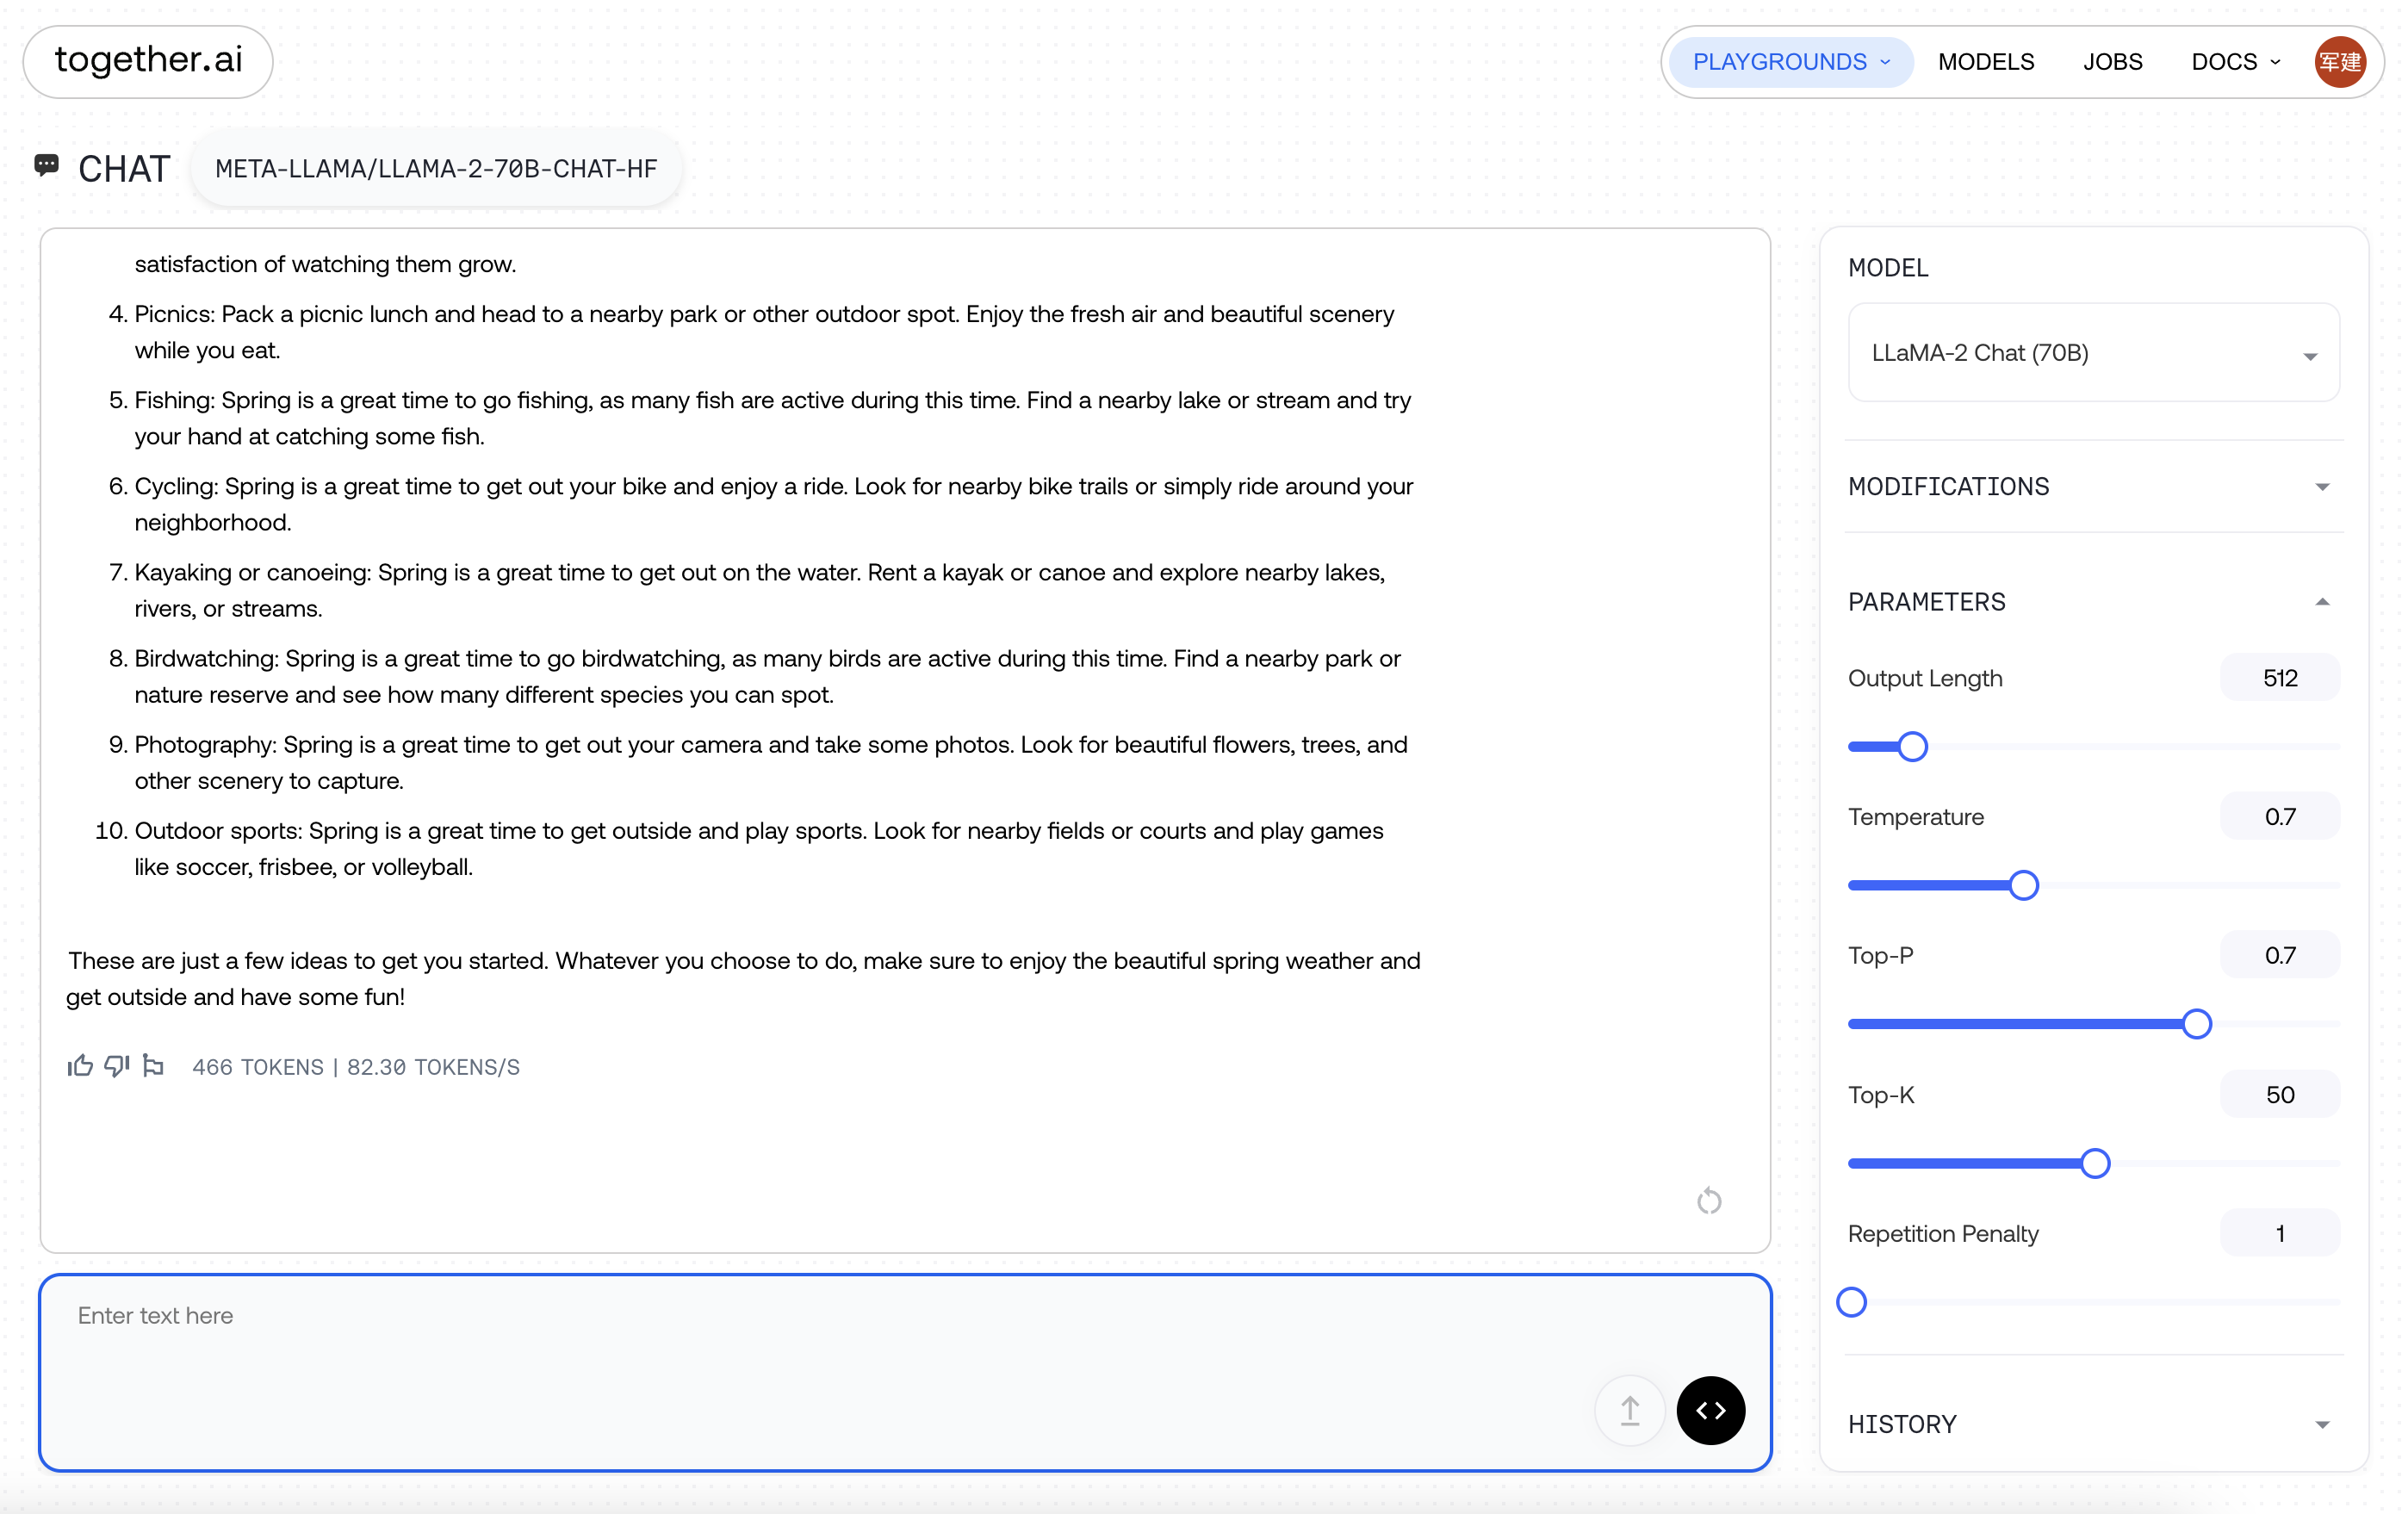 together.ai
PLAYGROUNDS
MODELS
JOBS
DOCS
军建
CHAT
META-LLAMA/LLAMA-2-70B-CHAT-HF
satisfaction of watching them grow.
4. Picnics: Pack a picnic lunch and head to a nearby park or other outdoor spot. Enjoy the fresh air and beautiful scenery
while you eat.
5. Fishing: Spring is a great time to go fishing, as many fish are active during this time. Find a nearby lake or stream and try
your hand at catching some fish.
6. Cycling: Spring is a great time to get out your bike and enjoy a ride. Look for nearby bike trails or simply ride around your
neighborhood.
7. Kayaking or canoeing: Spring is a great time to get out on the water. Rent a kayak or canoe and explore nearby lakes,
rivers, or streams.
8. Birdwatching: Spring is a great time to go birdwatching, as many birds are active during this time. Find a nearby park or
nature reserve and see how many different species you can spot.
9. Photography: Spring is a great time to get out your camera and take some photos. Look for beautiful flowers, trees, and
other scenery to capture.
10. Outdoor sports: Spring is a great time to get outside and play sports. Look for nearby fields or courts and play games
like soccer, frisbee, or volleyball.
These are just a few ideas to get you started. Whatever you choose to do, make sure to enjoy the beautiful spring weather and
get outside and have some fun!
466 TOKENS | 82.30 TOKENS/S
Enter text here
MODEL
LLaMA-2 Chat (70B)
MODIFICATIONS
PARAMETERS
Output Length 512
Temperature 0.7
Top-P 0.7
Top-K 50
Repetition Penalty 1
HISTORY